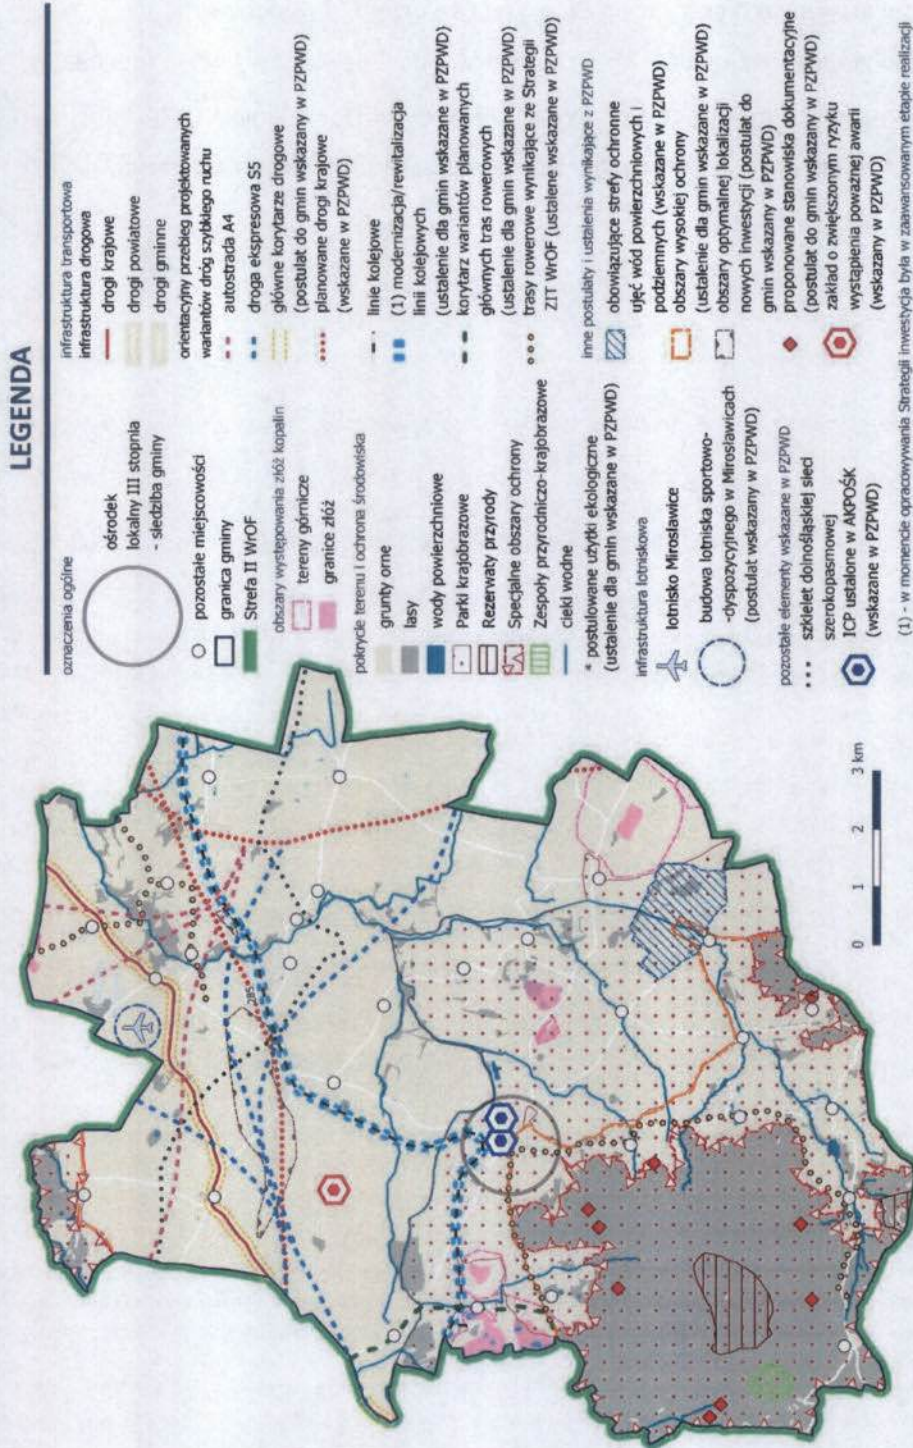 LEGENDA
oznaczenia ogólne
ośrodek
lokalny III stopnia
- siedziba gminy
pozostałe miejscowości
granica gminy
Strefa II WrOF
obszary występowania złóż kopalin
tereny górnicze
granice złóż
pokrycie terenu i ochrona środowiska
grunty orne
lasy
wody powierzchniowe
Parki krajobrazowe
Rezerwaty przyrody
Specjalne obszary ochrony
Zespoły przyrodniczo-krajobrazowe
cieki wodne
* postulowane użytki ekologiczne
(ustalenie dla gmin wskazane w PZPWD)
infrastruktura lotniskowa
lotnisko Mirosławice
budowa lotniska sportowo-
-dyspozycyjnego w Mirosławicach
(postulat wskazany w PZPWD)
pozostałe elementy wskazane w PZPWD
szkielet dolnośląskiej sieci
szerokopasmowej
ICP ustalone w AKPOŚK
(wskazane w PZPWD)
infrastruktura transportowa
infrastruktura drogowa
drogi krajowe
drogi powiatowe
drogi gminne
orientacyjny przebieg projektowanych
wariantów dróg szybkiego ruchu
autostrada A4
droga ekspresowa S5
główne korytarze drogowe
(postulat do gmin wskazany w PZPWD)
planowane drogi krajowe
(wskazane w PZPWD)
linie kolejowe
(1) modernizacja/rewitalizacja
linii kolejowych
(ustalenie dla gmin wskazane w PZPWD)
korytarz wariantów planowanych
głównych tras rowerowych
(ustalenie dla gmin wskazane w PZPWD)
trasy rowerowe wynikające ze Strategii
ZIT WrOF (ustalenie wskazane w PZPWD)
inne postulaty i ustalenia wynikające z PZPWD
obowiązujące strefy ochronne
ujęć wód powierzchniowych i
podziemnych (wskazane w PZPWD)
obszary wysokiej ochrony
(ustalenie dla gmin wskazane w PZPWD)
obszary optymalnej lokalizacji
nowych inwestycji (postulat do
gmin wskazany w PZPWD)
proponowane stanowiska dokumentacyjne
(postulat do gmin wskazany w PZPWD)
zakład o zwiększonym ryzyku
wystąpienia poważnej awarii
(wskazany w PZPWD)
(1) - w momencie opracowywania Strategii inwestycja była w zaawansowanym etapie realizacji
285
0 1 2 3 km